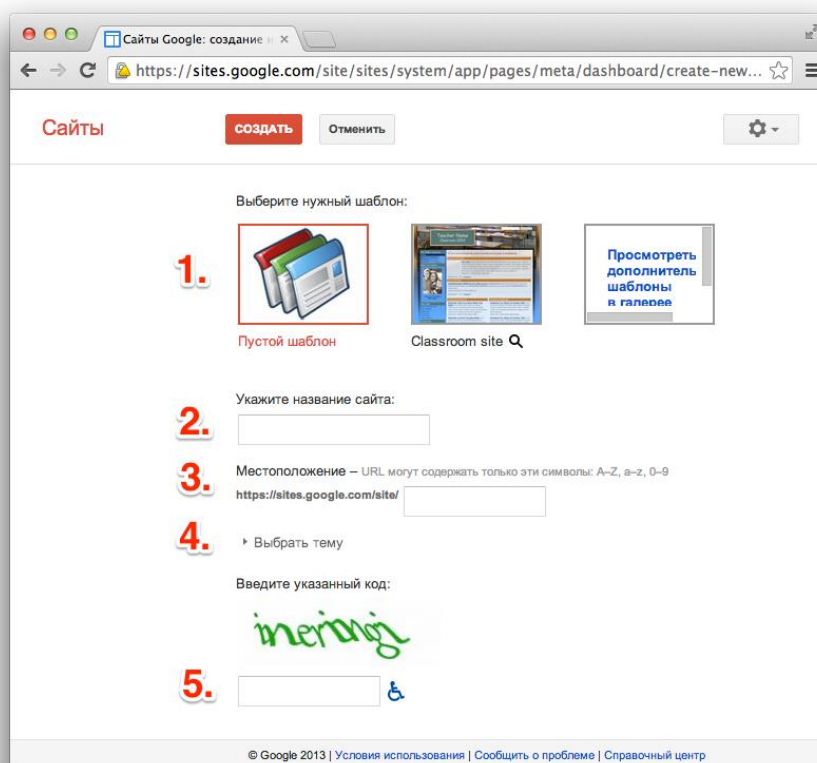 Сайты Google: создание и
https://sites.google.com/site/sites/system/app/pages/meta/dashboard/create-new...
Сайты
СОЗДАТЬ
Отменить
Выберите нужный шаблон:
1.
Просмотреть
дополнитель
шаблоны
в галерее
Пустой шаблон
Classroom site
Укажите название сайта:
2.
Местоположение – URL могут содержать только эти символы: A–Z, a–z, 0–9
3.
https://sites.google.com/site/
4.
Выбрать тему
Введите указанный код:
5.
© Google 2013 | Условия использования | Сообщить о проблеме | Справочный центр